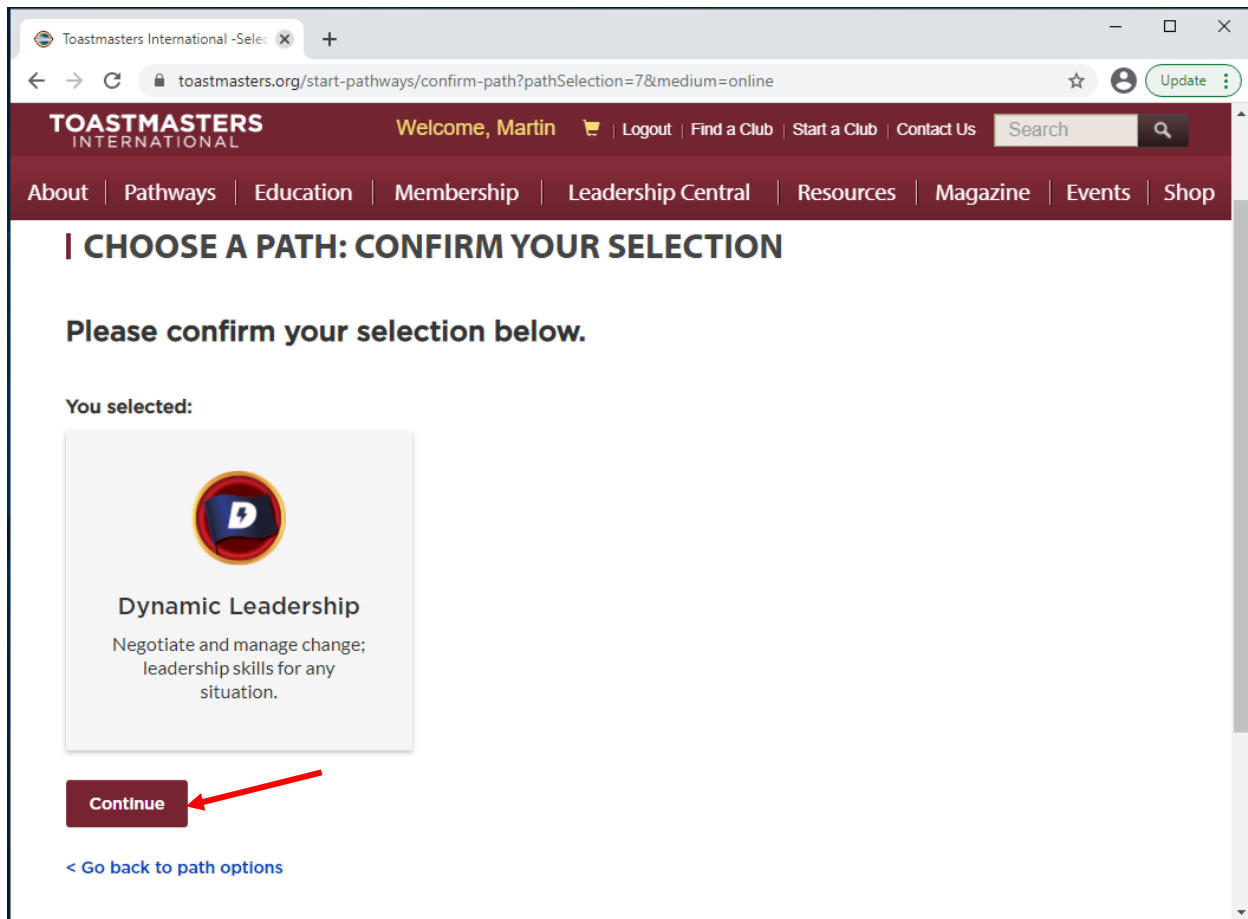 Toastmasters International -Selec
toastmasters.org/start-pathways/confirm-path?pathSelection=7&medium=online
Update
TOASTMASTERS
INTERNATIONAL
Welcome, Martin | Logout | Find a Club | Start a Club | Contact Us Search
About | Pathways | Education | Membership | Leadership Central | Resources | Magazine | Events | Shop
CHOOSE A PATH: CONFIRM YOUR SELECTION
Please confirm your selection below.
You selected:
D
Dynamic Leadership
Negotiate and manage change;
leadership skills for any
situation.
Continue
< Go back to path options